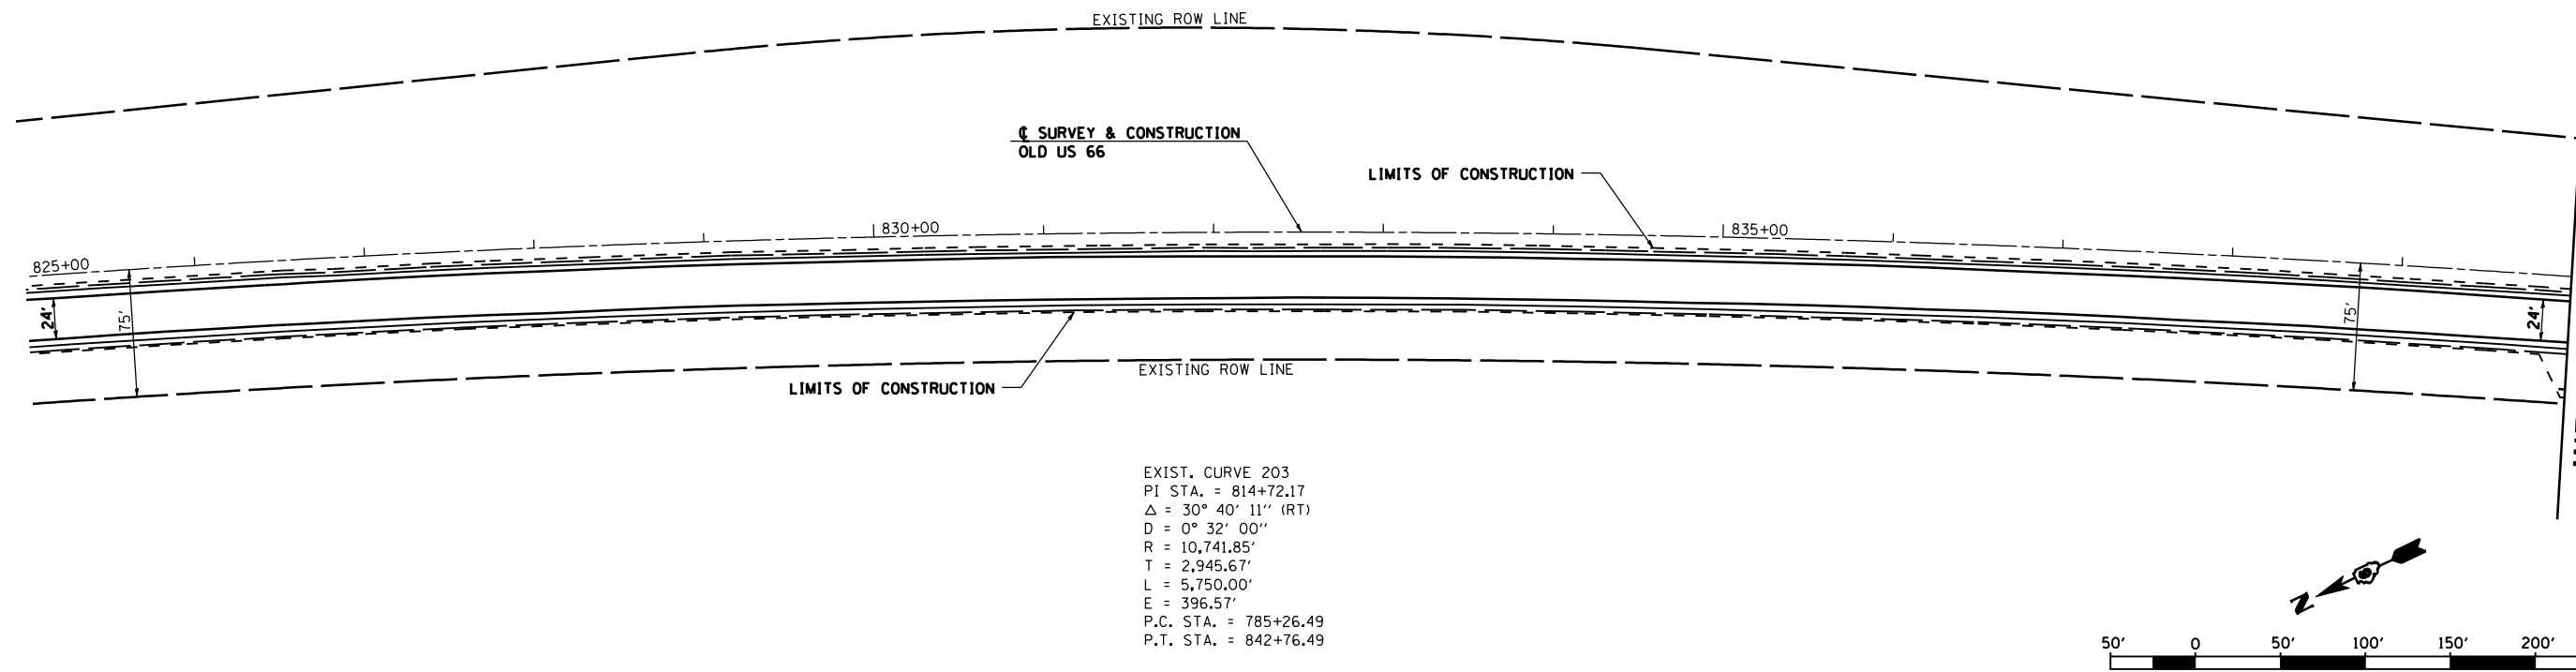 EXISTING ROW LINE
℄ SURVEY & CONSTRUCTION
OLD US 66
LIMITS OF CONSTRUCTION
825+00
830+00
835+00
24'
75'
75'
24'
LIMITS OF CONSTRUCTION
EXISTING ROW LINE
EXIST. CURVE 203
PI STA. = 814+72.17
Δ = 30° 40' 11'' (RT)
D = 0° 32' 00''
R = 10,741.85'
T = 2,945.67'
L = 5,750.00'
E = 396.57'
P.C. STA. = 785+26.49
P.T. STA. = 842+76.49
N
50' 0 50' 100' 150' 200'